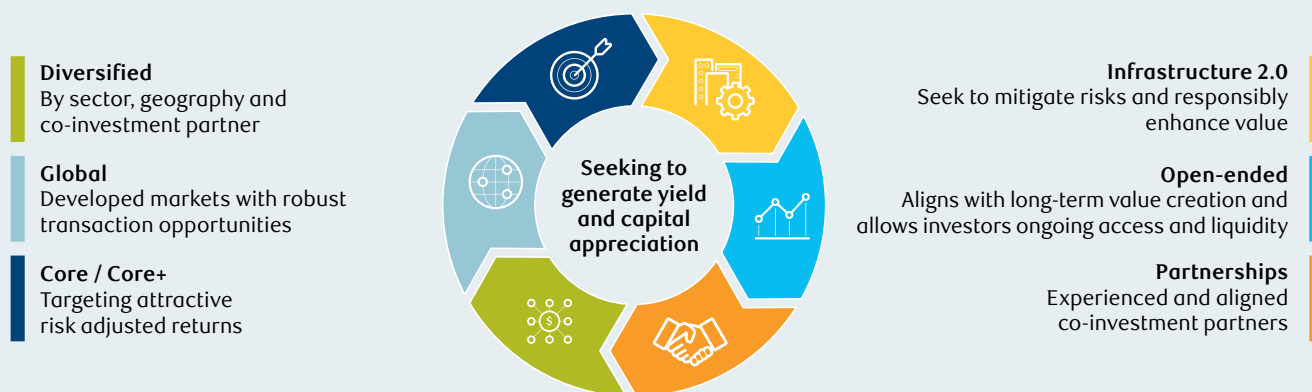 Diversified
By sector, geography and
co-investment partner
Global
Developed markets with robust
transaction opportunities
Core / Core+
Targeting attractive
risk adjusted returns
Seeking to
generate yield
and capital
appreciation
$
Infrastructure 2.0
Seek to mitigate risks and responsibly
enhance value
Open-ended
Aligns with long-term value creation and
allows investors ongoing access and liquidity
Partnerships
Experienced and aligned
co-investment partners